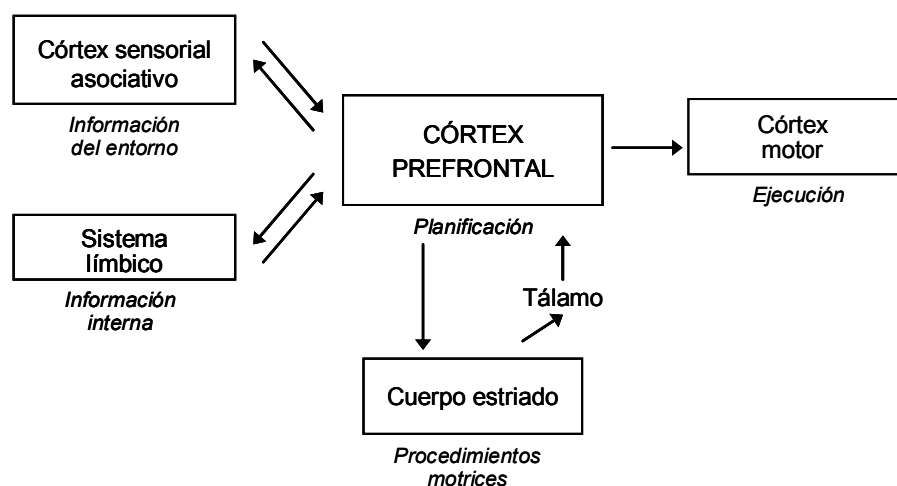 Córtex sensorial
asociativo
Información
del entorno
Sistema
límbico
Información
interna
CÓRTEX
PREFRONTAL
Planificación
Tálamo
Cuerpo estriado
Procedimientos
motrices
Córtex
motor
Ejecución